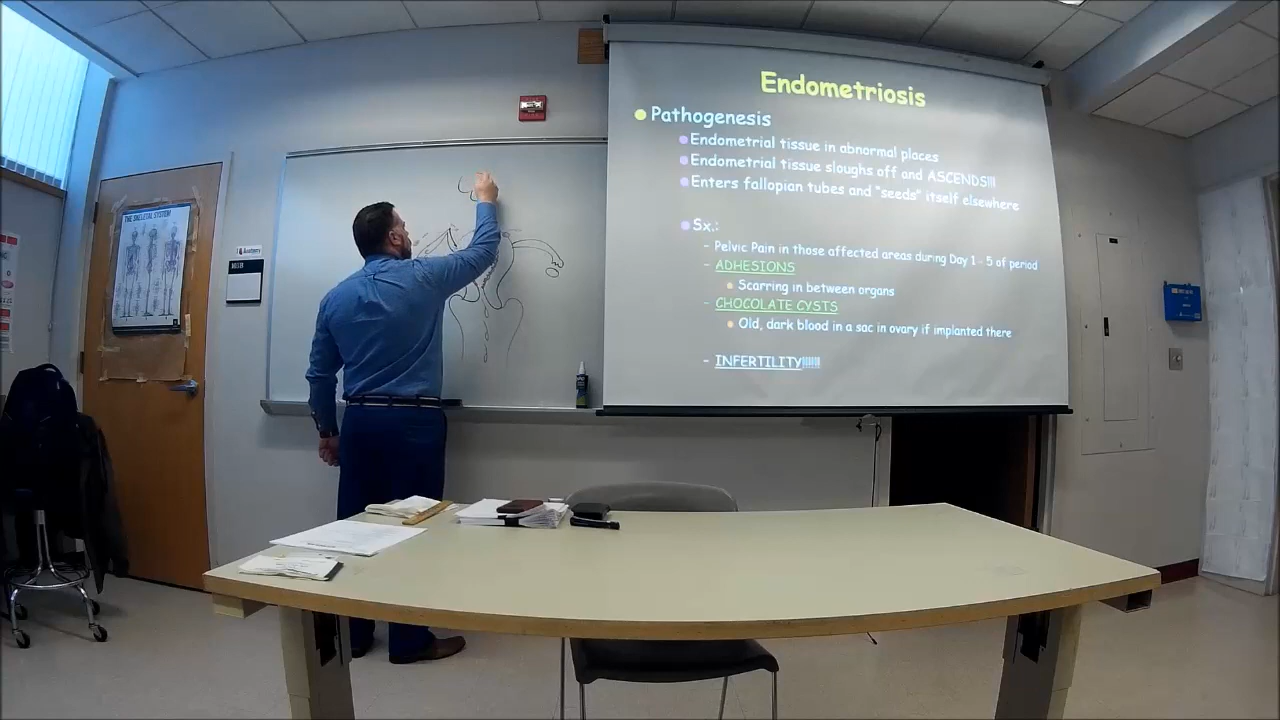 Endometriosis
Pathogenesis
Endometrial tissue in abnormal places
Endometrial tissue sloughs off and ASCENDS!!!
Enters fallopian tubes and "seeds" itself elsewhere
Sx.:
- Pelvic Pain in those affected areas during Day 1 - 5 of period
- ADHESIONS
Scarring in between organs
- CHOCOLATE CYSTS
Old, dark blood in a sac in ovary if implanted there
- INFERTILITY!!!!!!
THE SKELETAL SYSTEM
Anatomy